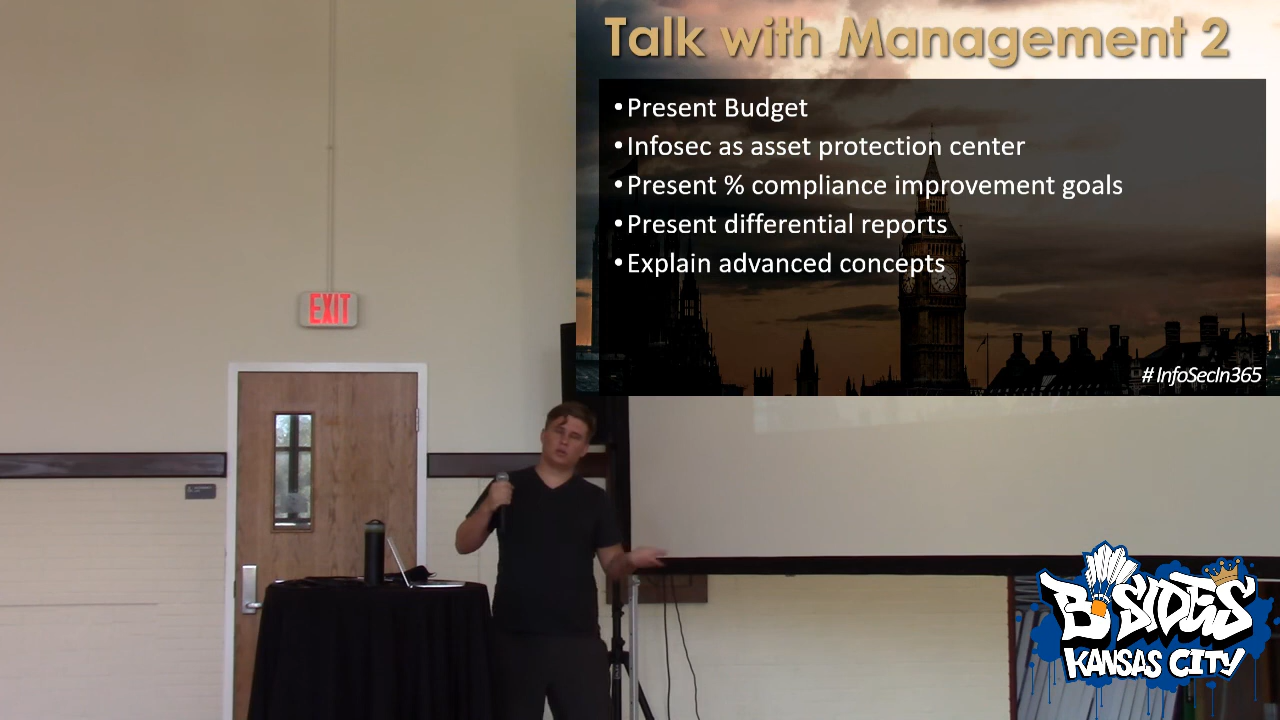 Talk with Management 2
•Present Budget
•Infosec as asset protection center
•Present % compliance improvement goals
•Present differential reports
•Explain advanced concepts
# InfoSecIn365
EXIT
B•SIDES
KANSAS CITY